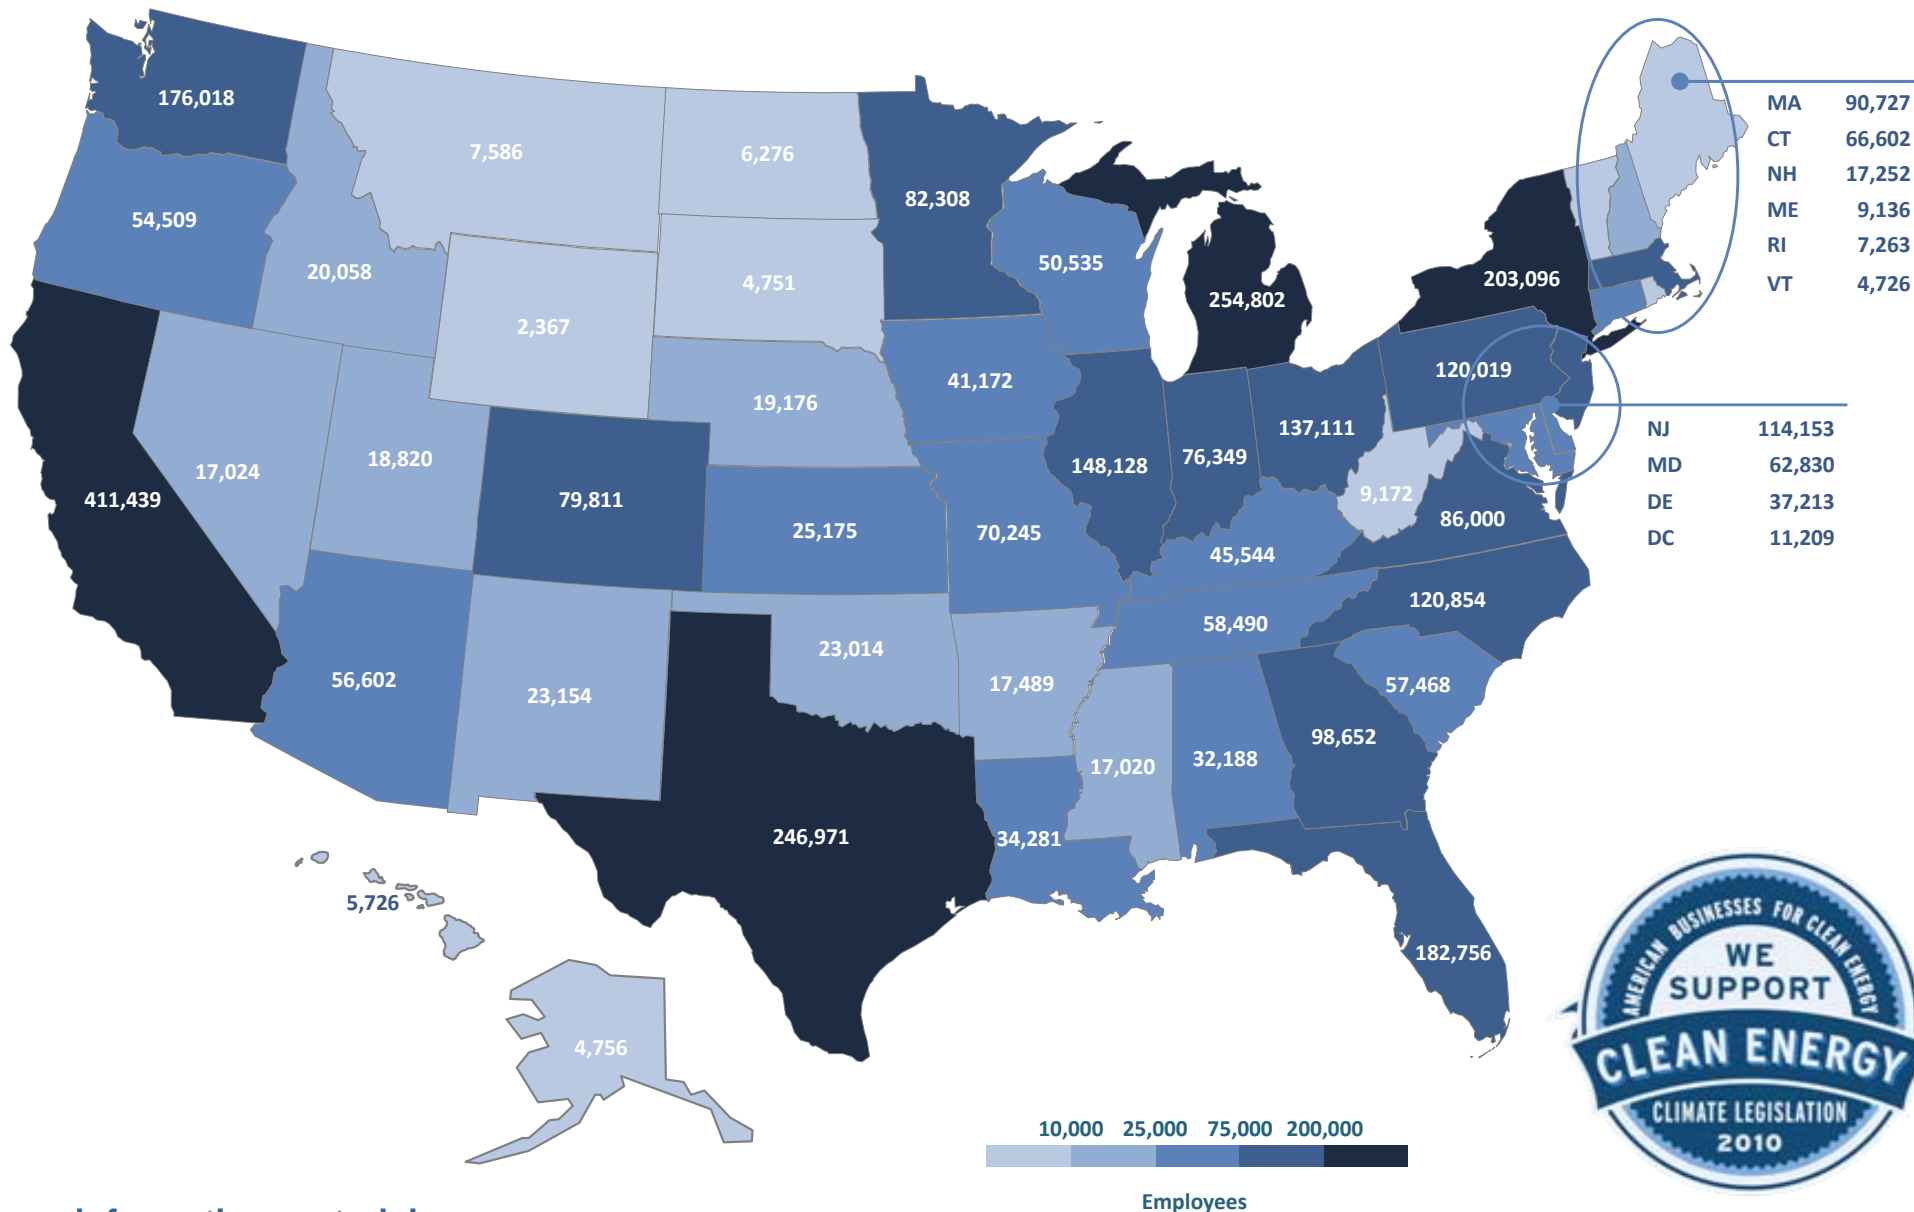 176,018
7,586
6,276
82,308
54,509
20,058
4,751
50,535
254,802
203,096
2,367
41,172
19,176
120,019
137,111
17,024
18,820
411,439
79,811
25,175
70,245
148,128
76,349
9,172
86,000
45,544
120,854
58,490
23,014
56,602
23,154
17,489
57,468
98,652
17,020
32,188
246,971
34,281
182,756
5,726
4,756
MA 90,727
CT 66,602
NH 17,252
ME 9,136
RI 7,263
VT 4,726
NJ 114,153
MD 62,830
DE 37,213
DC 11,209
AMERICAN BUSINESSES FOR CLEAN ENERGY
WE
SUPPORT
CLEAN ENERGY
CLIMATE LEGISLATION
2010
10,000 25,000 75,000 200,000
Employees